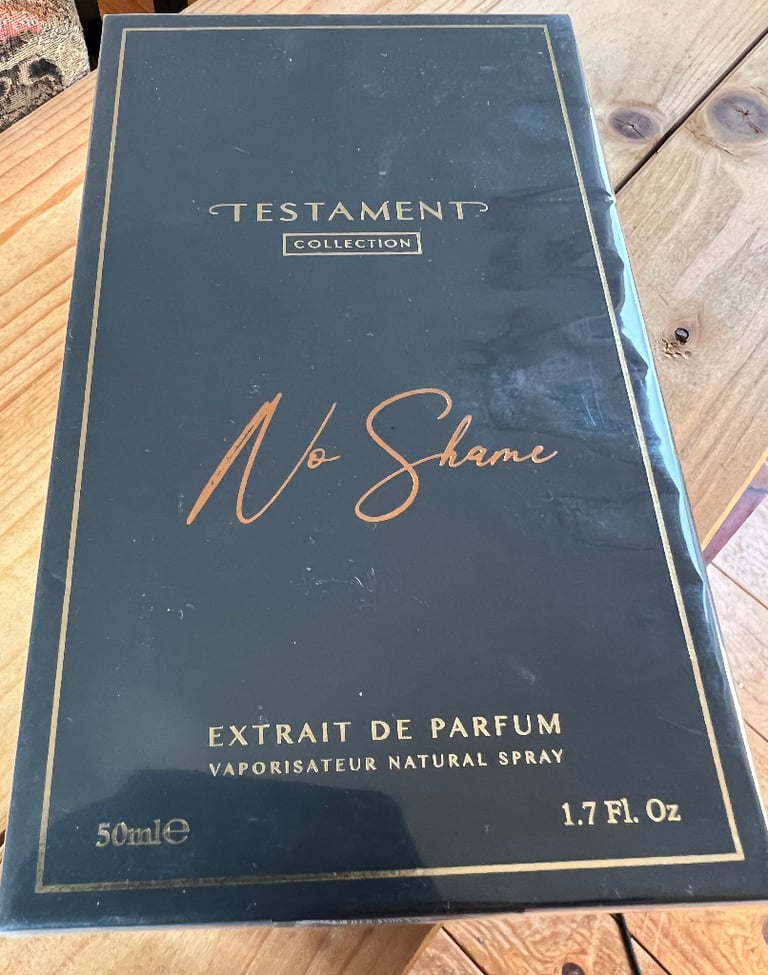 TESTAMENT
COLLECTION
No Shame
EXTRAIT DE PARFUM
VAPORISATEUR NATURAL SPRAY
50ml℮
1.7 Fl. Oz